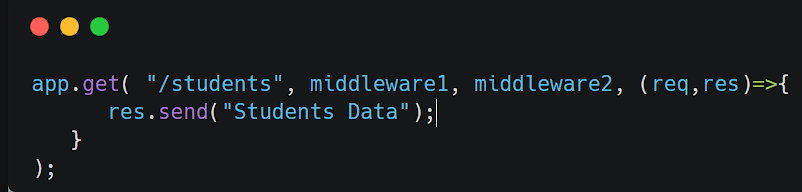 app.get( "/students", middleware1, middleware2, (req,res)=>{
res.send("Students Data");
}
);